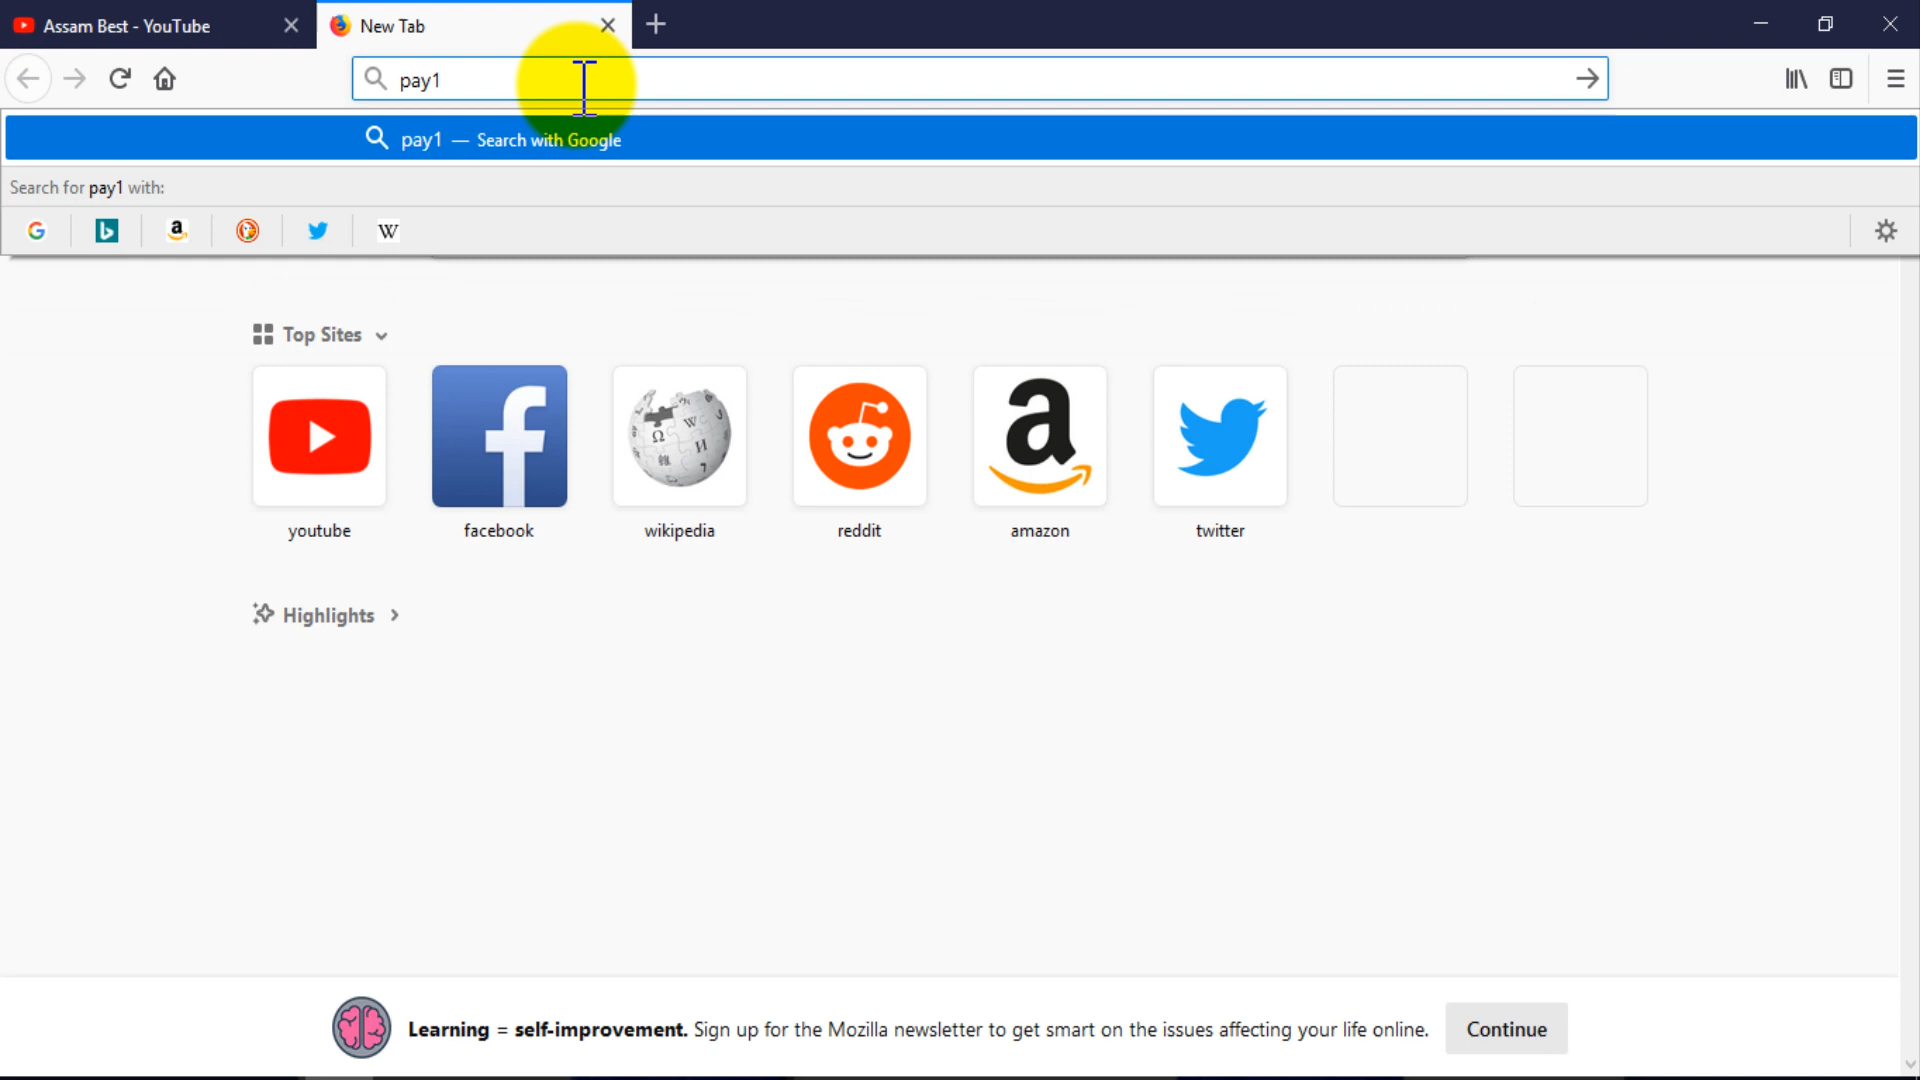 Assam Best - YouTube
New Tab
pay1
pay1 — Search with Google
Search for pay1 with:
Top Sites
youtube
facebook
wikipedia
reddit
amazon
twitter
Highlights
Learning = self-improvement. Sign up for the Mozilla newsletter to get smart on the issues affecting your life online.
Continue